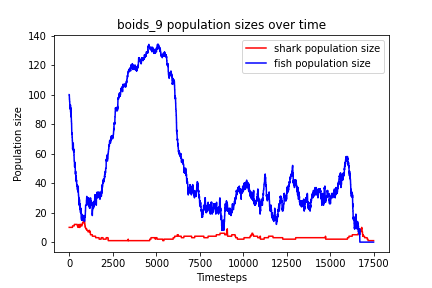 boids_9 population sizes over time
shark population size
fish population size
Population size
140
120
100
80
60
40
20
0
0 2500 5000 7500 10000 12500 15000 17500
Timesteps